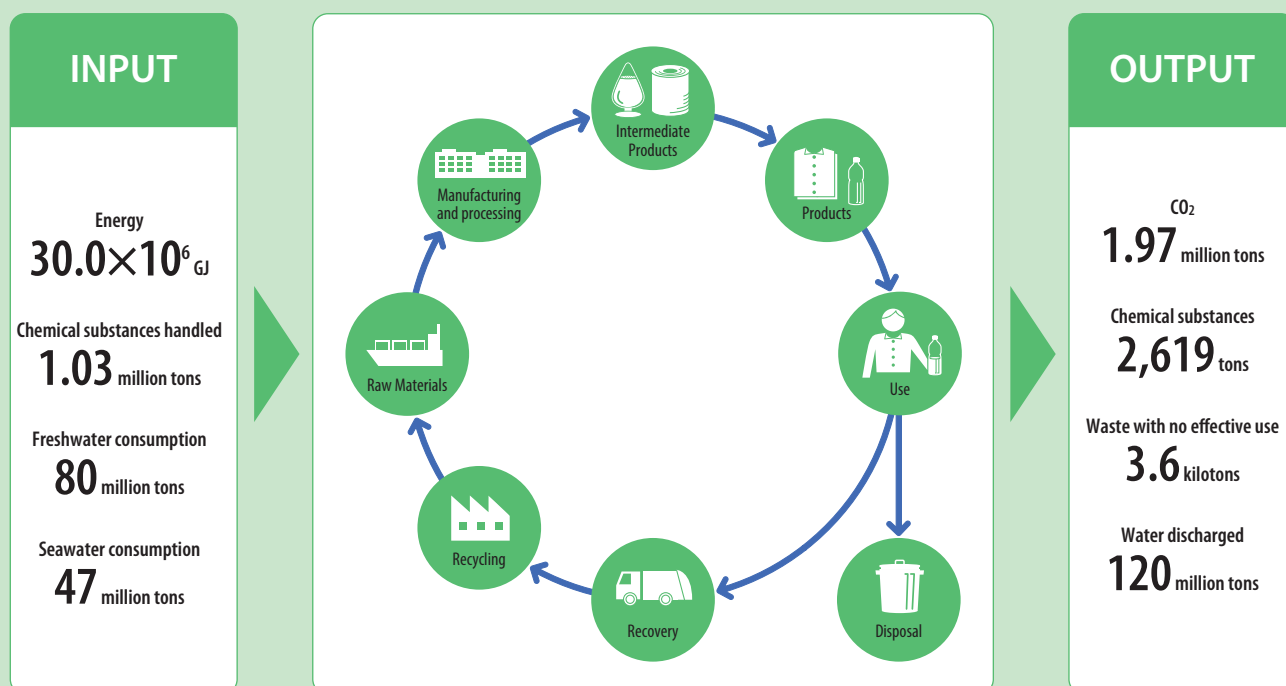 INPUT
Energy
30.0×10⁶ GJ
Chemical substances handled
1.03 million tons
Freshwater consumption
80 million tons
Seawater consumption
47 million tons
Intermediate
Products
Manufacturing
and processing
Products
Raw Materials
Use
Recycling
Recovery
Disposal
OUTPUT
CO₂
1.97 million tons
Chemical substances
2,619 tons
Waste with no effective use
3.6 kilotons
Water discharged
120 million tons